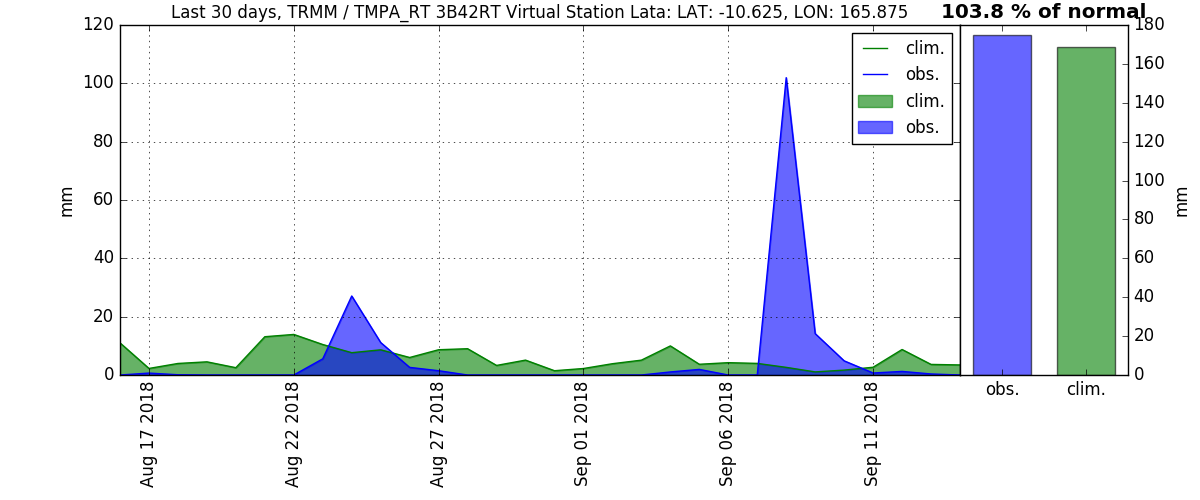 Last 30 days, TRMM / TMPA_RT 3B42RT Virtual Station Lata: LAT: -10.625, LON: 165.875
103.8 % of normal
120
100
80
60
40
20
0
mm
clim.
obs.
clim.
obs.
Aug 17 2018
Aug 22 2018
Aug 27 2018
Sep 01 2018
Sep 06 2018
Sep 11 2018
180
160
140
120
100
80
60
40
20
0
mm
obs.
clim.